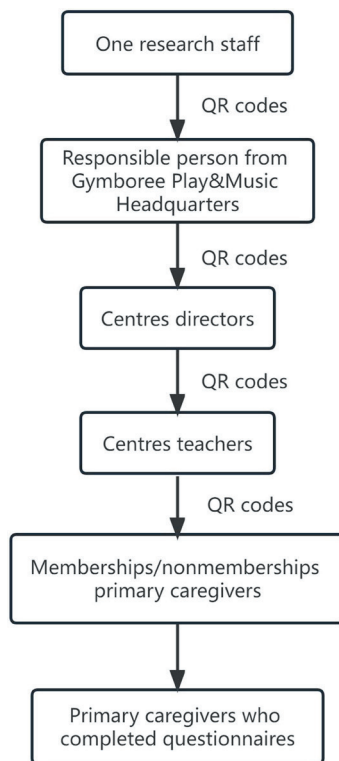 One research staff
QR codes
Responsible person from
Gymboree Play&Music
Headquarters
QR codes
Centres directors
QR codes
Centres teachers
QR codes
Memberships/nonmemberships
primary caregivers
Primary caregivers who
completed questionnaires